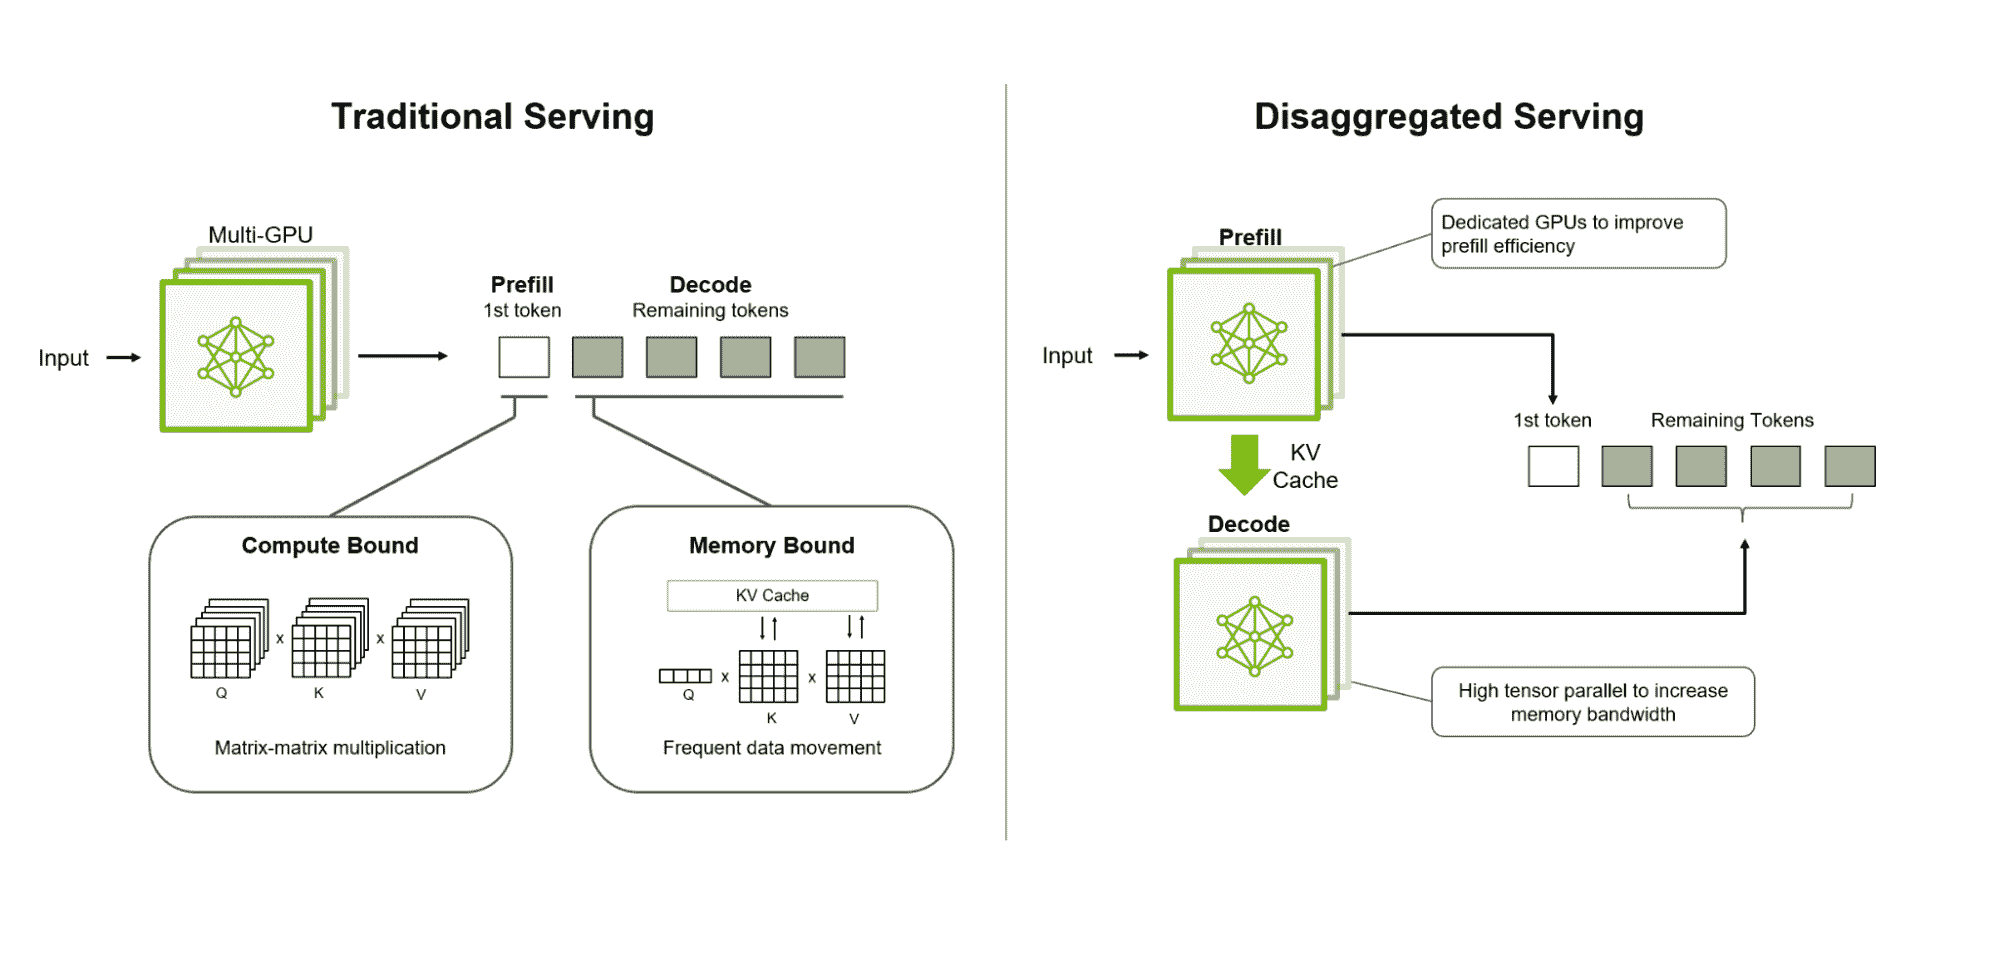 Traditional Serving
Multi-GPU
Input
Prefill
1st token
Decode
Remaining tokens
Compute Bound
x
x
Q
K
V
Matrix-matrix multiplication
Memory Bound
KV Cache
x
x
Q
K
V
Frequent data movement
Disaggregated Serving
Prefill
Dedicated GPUs to improve
prefill efficiency
Input
KV
Cache
1st token
Remaining Tokens
Decode
High tensor parallel to increase
memory bandwidth